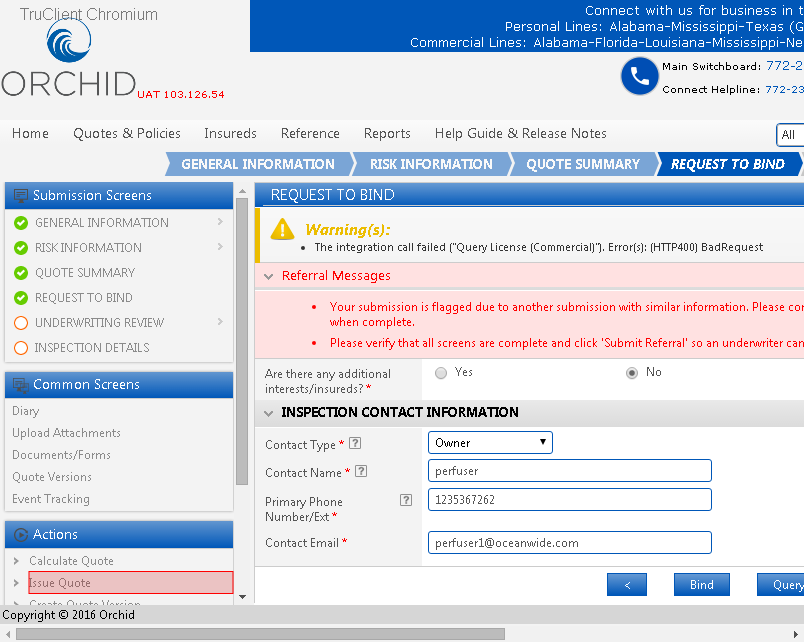 TruClient Chromium
ORCHID
UAT 103.126.54
Connect with us for business in t
Personal Lines: Alabama-Mississippi-Texas (G
Commercial Lines: Alabama-Florida-Louisiana-Mississippi-Ne
Main Switchboard: 772-2
Connect Helpline: 772-23
Home Quotes & Policies Insureds Reference Reports Help Guide & Release Notes All
GENERAL INFORMATION RISK INFORMATION QUOTE SUMMARY REQUEST TO BIND
Submission Screens
GENERAL INFORMATION
RISK INFORMATION
QUOTE SUMMARY
REQUEST TO BIND
UNDERWRITING REVIEW
INSPECTION DETAILS
Common Screens
Diary
Upload Attachments
Documents/Forms
Quote Versions
Event Tracking
Actions
Calculate Quote
Issue Quote
Create Quote Version
REQUEST TO BIND
Warning(s):
• The integration call failed ("Query License (Commercial)"). Error(s): (HTTP400) BadRequest
Referral Messages
• Your submission is flagged due to another submission with similar information. Please con
when complete.
• Please verify that all screens are complete and click 'Submit Referral' so an underwriter can
Are there any additional
interests/insureds? * Yes No
INSPECTION CONTACT INFORMATION
Contact Type * ? Owner
Contact Name * ? perfuser
Primary Phone ? 1235367262
Number/Ext *
Contact Email * perfuser1@oceanwide.com
< Bind Query
Copyright © 2016 Orchid